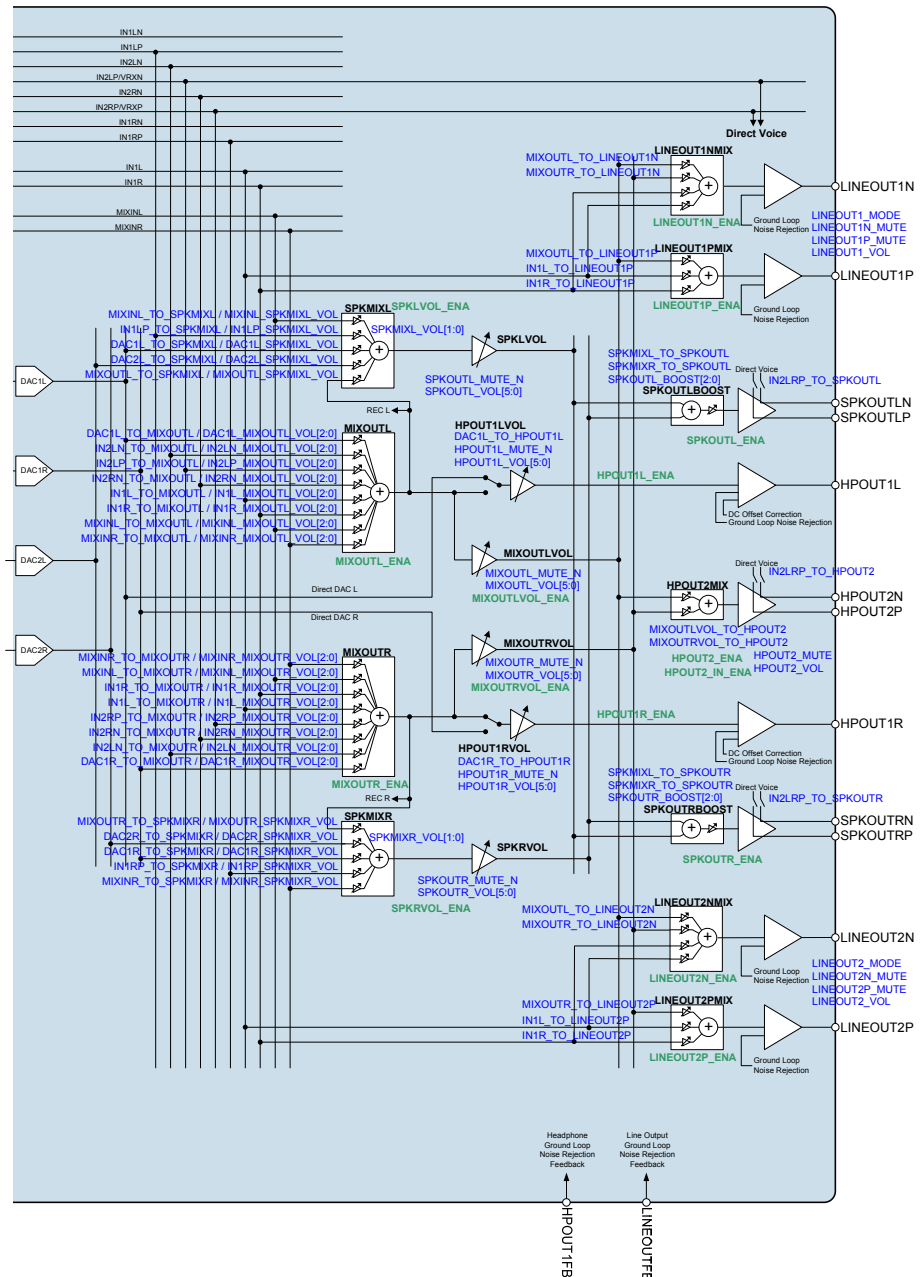 IN1LN
IN1LP
IN2LN
IN2LP/VRXN
IN2RN
IN2RP/VRXP
IN1RN
IN1RP
IN1L
IN1R
MIXINL
MIXINR
Direct Voice
LINEOUT1NMIX
MIXOUTL_TO_LINEOUT1N
MIXOUTR_TO_LINEOUT1N
LINEOUT1N_ENA
Ground Loop
Noise Rejection
LINEOUT1N
LINEOUT1_MODE
LINEOUT1N_MUTE
LINEOUT1P_MUTE
LINEOUT1_VOL
LINEOUT1PMIX
MIXOUTL_TO_LINEOUT1P
IN1L_TO_LINEOUT1P
IN1R_TO_LINEOUT1P
LINEOUT1P_ENA
Ground Loop
Noise Rejection
LINEOUT1P
SPKMIXL
SPKLVOL_ENA
MIXINL_TO_SPKMIXL / MIXINL_SPKMIXL_VOL
IN1LP_TO_SPKMIXL / IN1LP_SPKMIXL_VOL
DAC1L_TO_SPKMIXL / DAC1L_SPKMIXL_VOL
DAC2L_TO_SPKMIXL / DAC2L_SPKMIXL_VOL
MIXOUTL_TO_SPKMIXL / MIXOUTL_SPKMIXL_VOL
SPKMIXL_VOL[1:0]
SPKLVOL
SPKOUTL_MUTE_N
SPKOUTL_VOL[5:0]
SPKMIXL_TO_SPKOUTL
SPKMIXR_TO_SPKOUTL
SPKOUTL_BOOST[2:0]
SPKOUTLBOOST
SPKOUTL_ENA
Direct Voice
IN2LRP_TO_SPKOUTL
SPKOUTLN
SPKOUTLP
DAC1L
REC L
MIXOUTL
DAC1L_TO_MIXOUTL / DAC1L_MIXOUTL_VOL[2:0]
IN2LN_TO_MIXOUTL / IN2LN_MIXOUTL_VOL[2:0]
IN2LP_TO_MIXOUTL / IN2LP_MIXOUTL_VOL[2:0]
IN2RN_TO_MIXOUTL / IN2RN_MIXOUTL_VOL[2:0]
IN1L_TO_MIXOUTL / IN1L_MIXOUTL_VOL[2:0]
IN1R_TO_MIXOUTL / IN1R_MIXOUTL_VOL[2:0]
MIXINL_TO_MIXOUTL / MIXINL_MIXOUTL_VOL[2:0]
MIXINR_TO_MIXOUTL / MIXINR_MIXOUTL_VOL[2:0]
MIXOUTL_ENA
HPOUT1LVOL
DAC1L_TO_HPOUT1L
HPOUT1L_MUTE_N
HPOUT1L_VOL[5:0]
HPOUT1L_ENA
DC Offset Correction
Ground Loop Noise Rejection
HPOUT1L
DAC1R
DAC2L
Direct DAC L
Direct DAC R
MIXOUTLVOL
MIXOUTL_MUTE_N
MIXOUTL_VOL[5:0]
MIXOUTLVOL_ENA
HPOUT2MIX
MIXOUTLVOL_TO_HPOUT2
MIXOUTRVOL_TO_HPOUT2
HPOUT2_ENA
HPOUT2_IN_ENA
HPOUT2_MUTE
HPOUT2_VOL
Direct Voice
IN2LRP_TO_HPOUT2
HPOUT2N
HPOUT2P
DAC2R
MIXOUTR
MIXINR_TO_MIXOUTR / MIXINR_MIXOUTR_VOL[2:0]
MIXINL_TO_MIXOUTR / MIXINL_MIXOUTR_VOL[2:0]
IN1R_TO_MIXOUTR / IN1R_MIXOUTR_VOL[2:0]
IN1L_TO_MIXOUTR / IN1L_MIXOUTR_VOL[2:0]
IN2RP_TO_MIXOUTR / IN2RP_MIXOUTR_VOL[2:0]
IN2RN_TO_MIXOUTR / IN2RN_MIXOUTR_VOL[2:0]
IN2LN_TO_MIXOUTR / IN2LN_MIXOUTR_VOL[2:0]
DAC1R_TO_MIXOUTR / DAC1R_MIXOUTR_VOL[2:0]
MIXOUTR_ENA
MIXOUTRVOL
MIXOUTR_MUTE_N
MIXOUTR_VOL[5:0]
MIXOUTRVOL_ENA
HPOUT1RVOL
DAC1R_TO_HPOUT1R
HPOUT1R_MUTE_N
HPOUT1R_VOL[5:0]
HPOUT1R_ENA
DC Offset Correction
Ground Loop Noise Rejection
HPOUT1R
REC R
SPKMIXR
MIXOUTR_TO_SPKMIXR / MIXOUTR_SPKMIXR_VOL
DAC2R_TO_SPKMIXR / DAC2R_SPKMIXR_VOL
DAC1R_TO_SPKMIXR / DAC1R_SPKMIXR_VOL
IN1RP_TO_SPKMIXR / IN1RP_SPKMIXR_VOL
MIXINR_TO_SPKMIXR / MIXINR_SPKMIXR_VOL
SPKMIXR_VOL[1:0]
SPKRVOL_ENA
SPKRVOL
SPKOUTR_MUTE_N
SPKOUTR_VOL[5:0]
SPKMIXL_TO_SPKOUTR
SPKMIXR_TO_SPKOUTR
SPKOUTR_BOOST[2:0]
SPKOUTRBOOST
SPKOUTR_ENA
Direct Voice
IN2LRP_TO_SPKOUTR
SPKOUTRN
SPKOUTRP
LINEOUT2NMIX
MIXOUTL_TO_LINEOUT2N
MIXOUTR_TO_LINEOUT2N
LINEOUT2N_ENA
Ground Loop
Noise Rejection
LINEOUT2N
LINEOUT2_MODE
LINEOUT2N_MUTE
LINEOUT2P_MUTE
LINEOUT2_VOL
LINEOUT2PMIX
MIXOUTR_TO_LINEOUT2P
IN1L_TO_LINEOUT2P
IN1R_TO_LINEOUT2P
LINEOUT2P_ENA
Ground Loop
Noise Rejection
LINEOUT2P
Headphone
Ground Loop
Noise Rejection
Feedback
Line Output
Ground Loop
Noise Rejection
Feedback
HPOUT1FB
LINEOUTFB